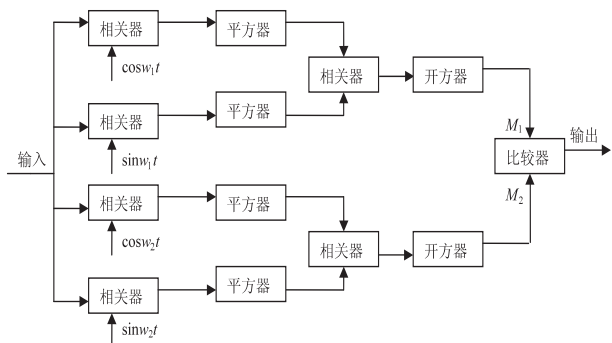 相关器
平方器
cosw₁t
相关器
开方器
相关器
平方器
M₁
输出
输入
sinw₁t
比较器
相关器
平方器
M₂
cosw₂t
相关器
开方器
相关器
平方器
sinw₂t